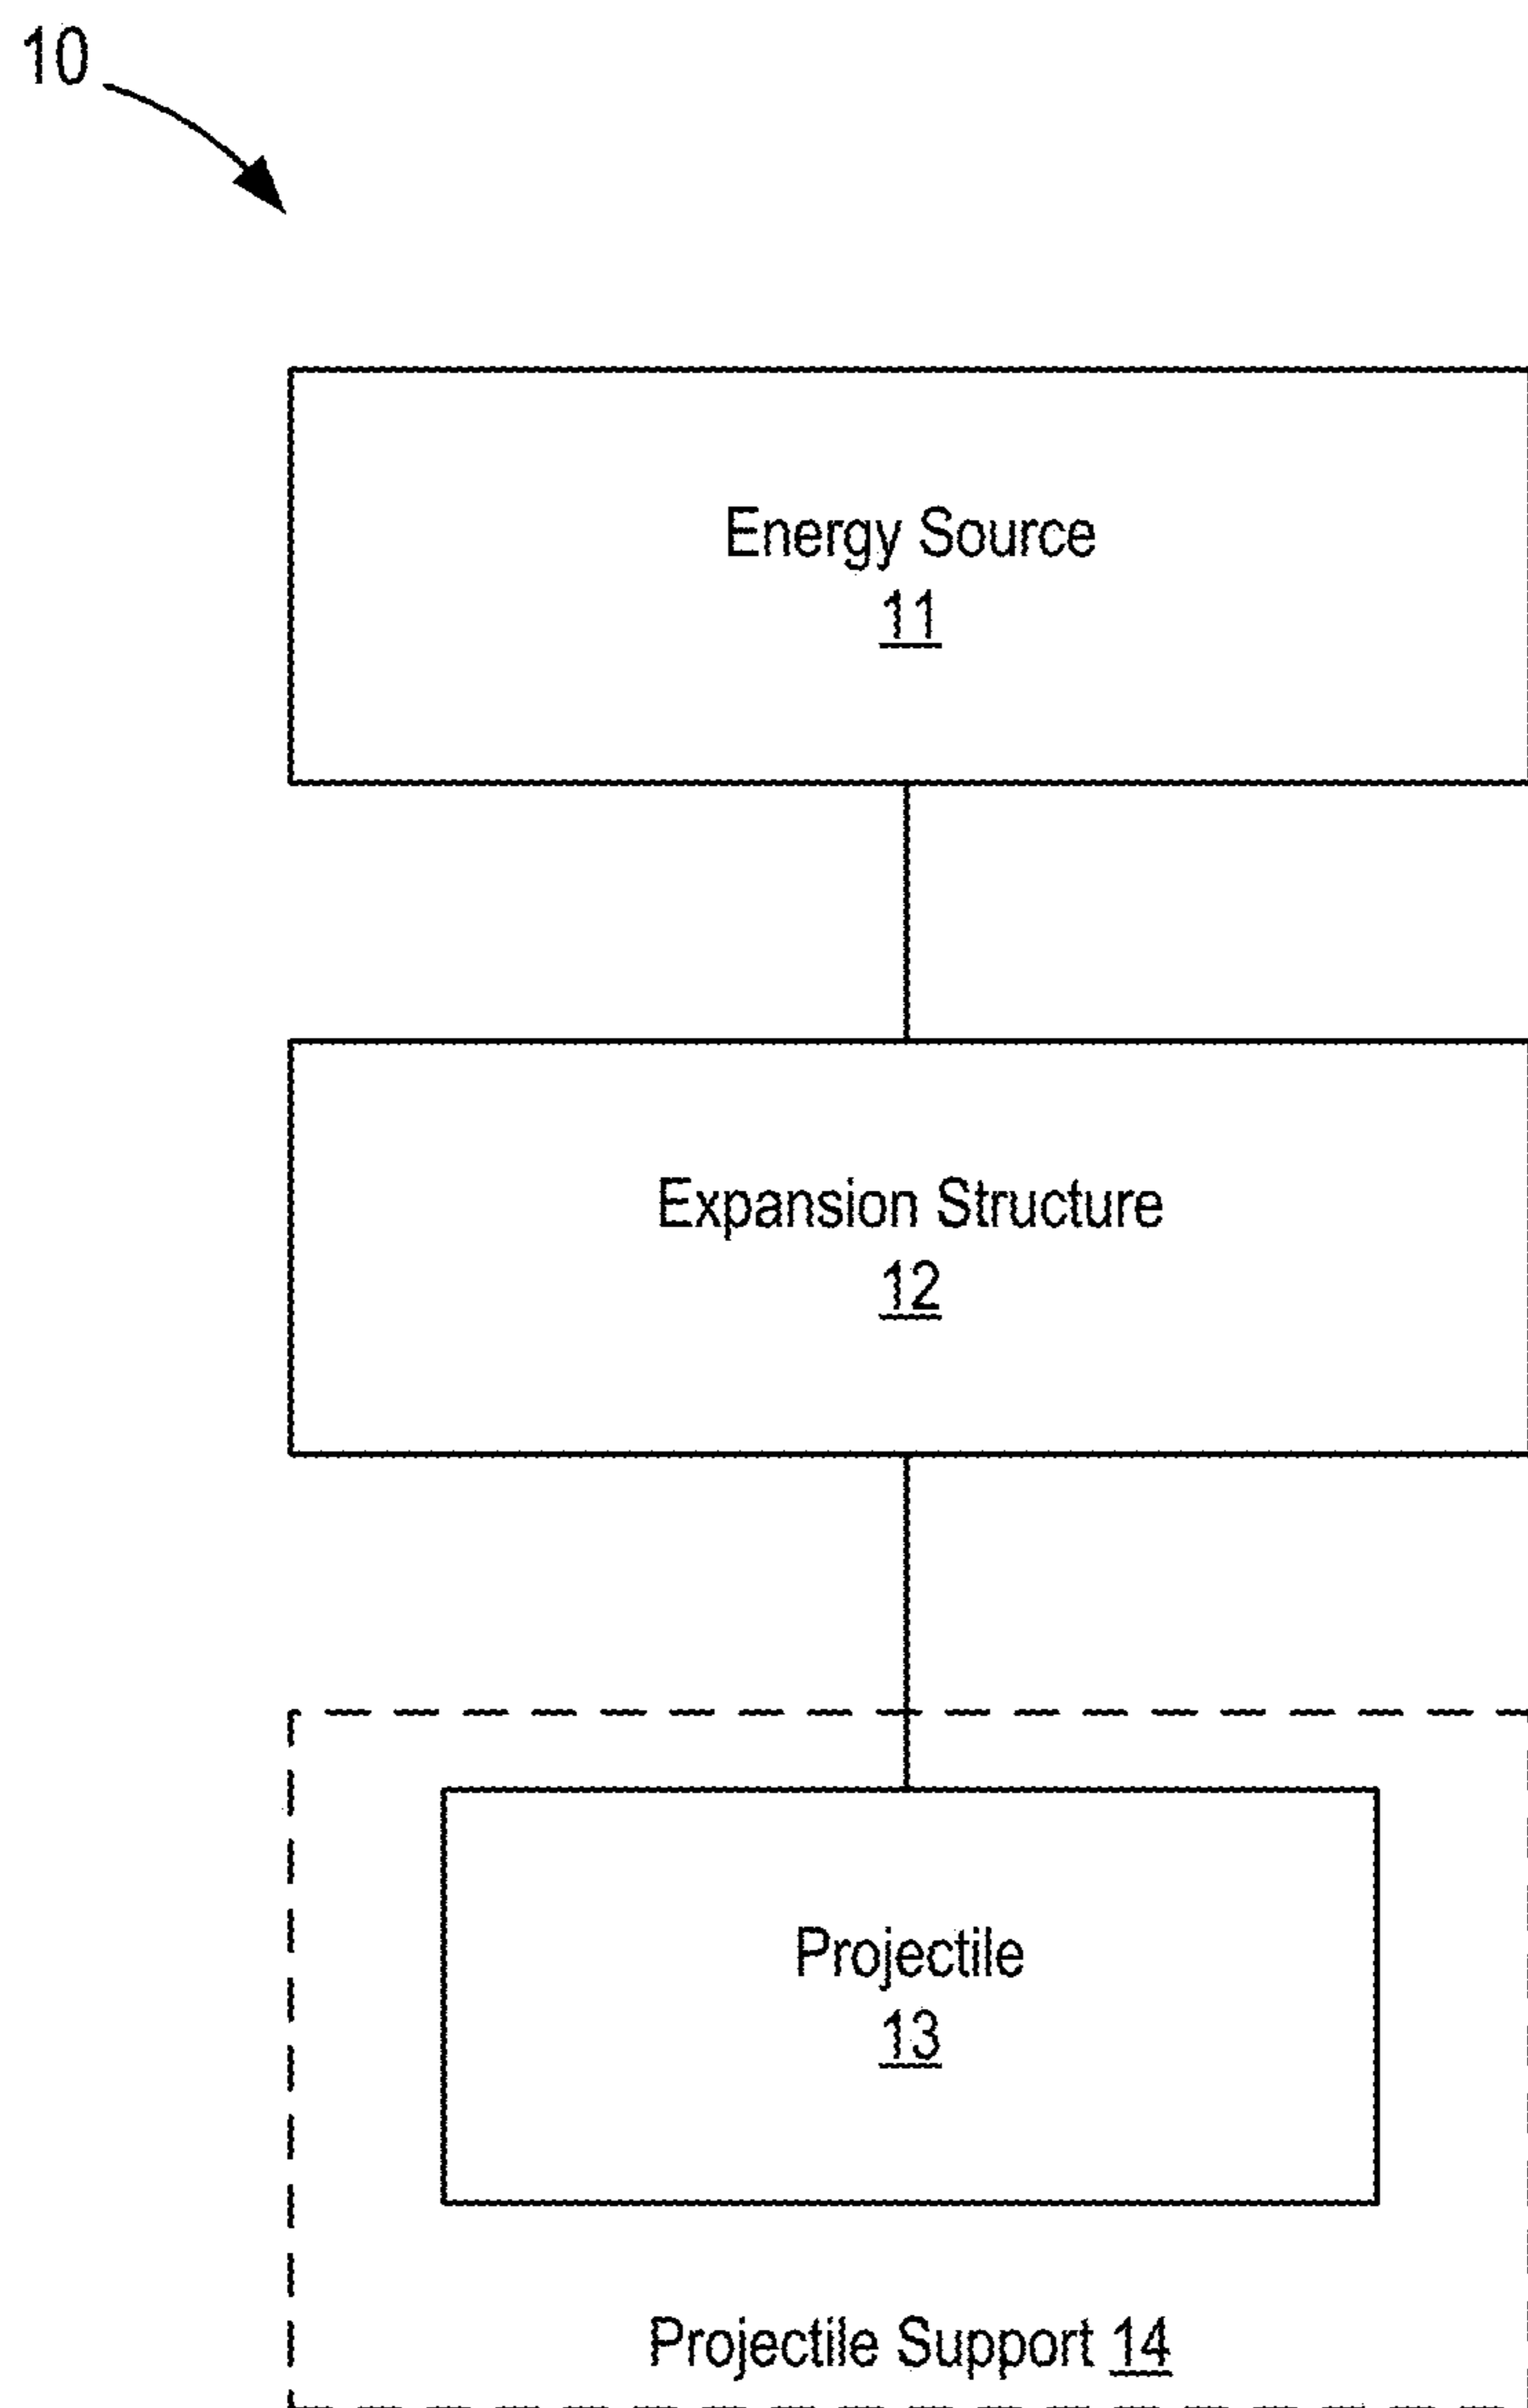 10
Energy Source
11
Expansion Structure
12
Projectile
13
Projectile Support 14